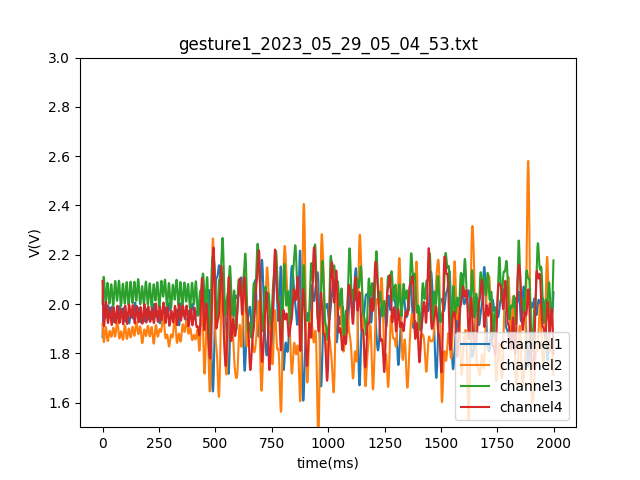 gesture1_2023_05_29_05_04_53.txt
3.0
2.8
2.6
2.4
2.2
2.0
1.8
1.6
V(V)
channel1
channel2
channel3
channel4
0 250 500 750 1000 1250 1500 1750 2000
time(ms)